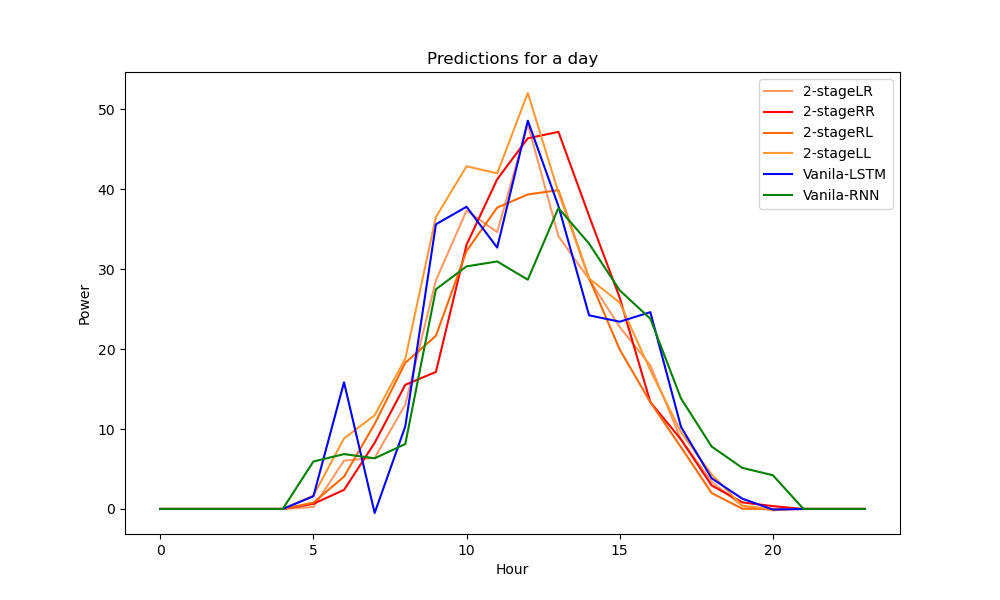 Predictions for a day
2-stageLR
2-stageRR
2-stageRL
2-stageLL
Vanila-LSTM
Vanila-RNN
50
40
30
20
10
0
Power
0 5 10 15 20
Hour